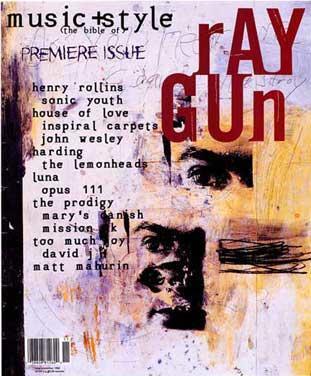 music+style
(the bible of)
rAY
GUn
PREMIERE ISSUE
henry rollins
sonic youth
house of love
inspiral carpets
john wesley
harding
the lemonheads
luna
opus 111
the prodigy
mary's danish
mission uk
too much joy
david j
matt mahurin